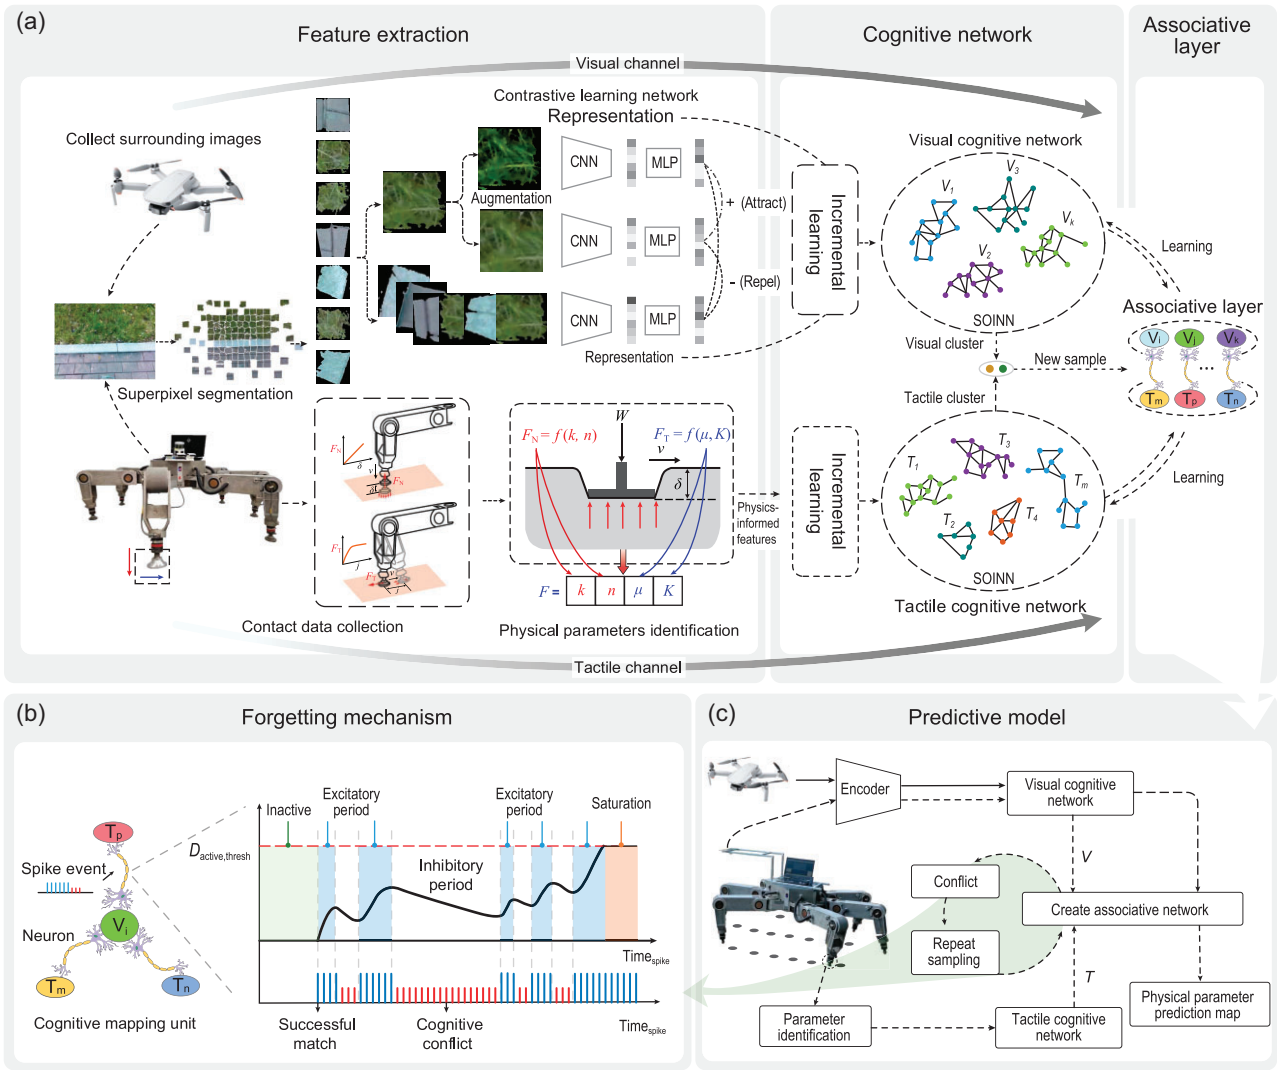 (a)
Feature extraction
Cognitive network
Associative
layer
Visual channel
Contrastive learning network
Representation
Collect surrounding images
Augmentation
CNN
MLP
+ (Attract)
CNN
MLP
- (Repel)
CNN
MLP
Representation
Superpixel segmentation
Incremental
learning
Visual cognitive network
V1
V3
V2
Vk
SOINN
Visual cluster
Learning
Associative layer
Vi
Vj
Vk
...
Tm
Tp
Tn
New sample
Tactile cluster
Learning
FN
δ
v
FN
δ
FT
j
FT
v
j
Contact data collection
W
FN = f(k, n)
FT = f(μ, K)
v
δ
F =
k
n
μ
K
Physical parameters identification
Physics-
informed
features
Incremental
learning
T1
T3
Tm
T2
T4
SOINN
Tactile cognitive network
Tactile channel
(b)
Forgetting mechanism
Tp
Spike event
Vi
Neuron
Tm
Tn
Cognitive mapping unit
Inactive
Excitatory
period
Excitatory
period
Saturation
Dactive,thresh
Inhibitory
period
Timespike
Timespike
Successful
match
Cognitive
conflict
(c)
Predictive model
Encoder
Visual cognitive
network
V
Conflict
Create associative network
Repeat
sampling
T
Parameter
identification
Tactile cognitive
network
Physical parameter
prediction map